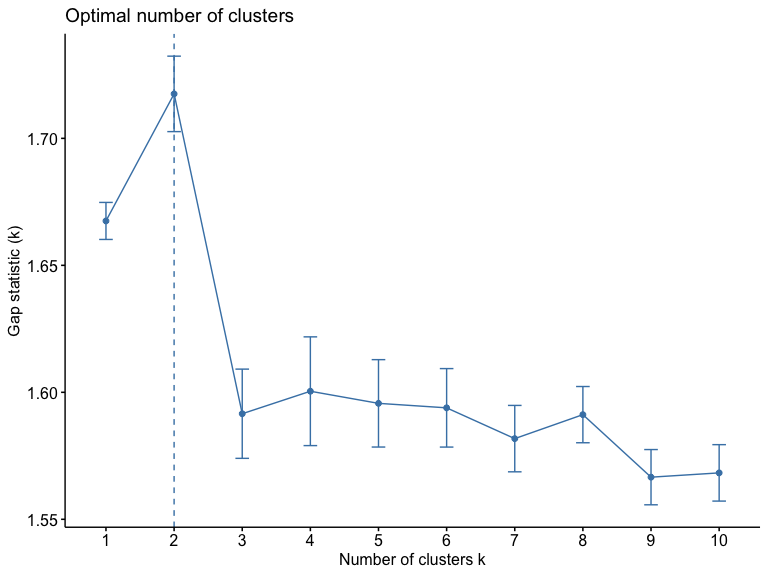 Optimal number of clusters
Gap statistic (k)
1.70
1.65
1.60
1.55
1 2 3 4 5 6 7 8 9 10
Number of clusters k